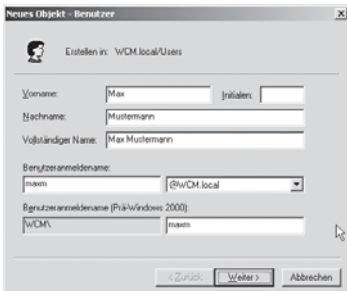 Neues Objekt - Benutzer
Erstellen in: WCM.local/Users
Vorname: Max Initialen:
Nachname: Mustermann
Vollständiger Name: Max Mustermann
Benutzeranmeldename:
maxm @WCM.local
Benutzeranmeldename (Prä-Windows 2000):
WCM\ maxm
< Zurück Weiter > Abbrechen